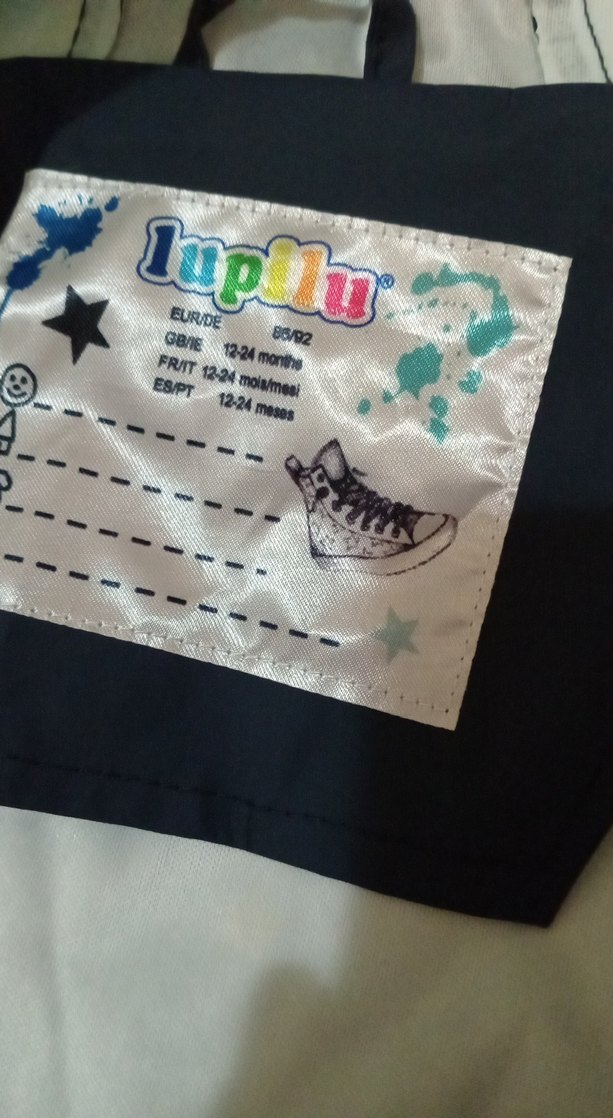 lupilu®
EUR/DE 86/92
GB/IE 12-24 months
FR/IT 12-24 mois/mesi
ES/PT 12-24 meses